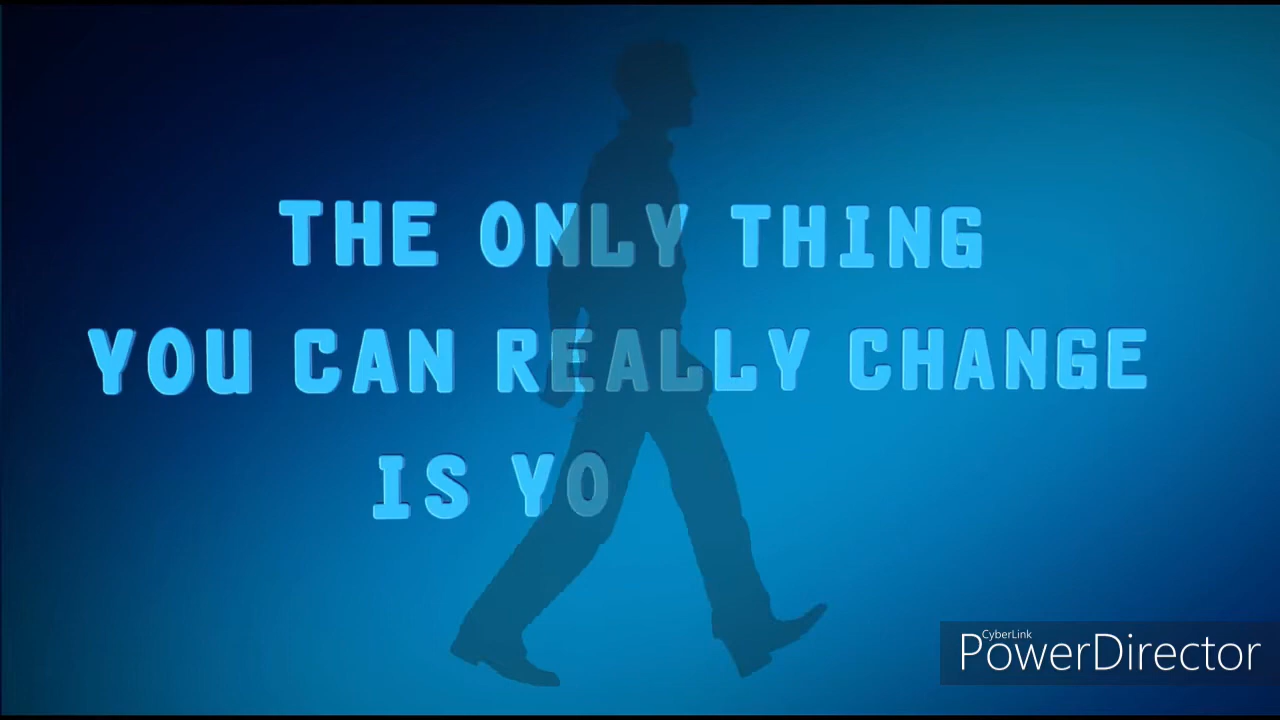 THE ONLY THING
YOU CAN REALLY CHANGE
IS YO
CyberLink
PowerDirector